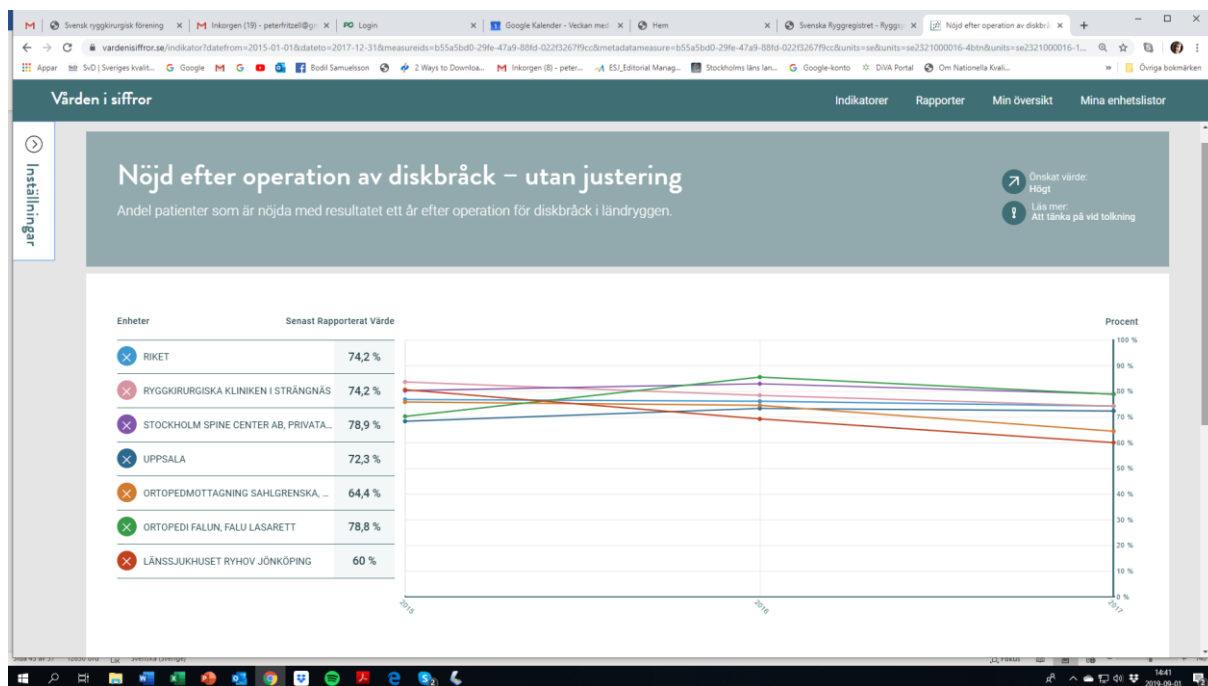 Svensk ryggkirurgisk förening
Inkorgen (19) - peterfritzell@gm
PG Login
Google Kalender - Veckan med
Hem
Svenska Ryggregistret - Ryggsy
Nöjd efter operation av diskbrå
vardenisiffror.se/indikator?datefrom=2015-01-01&dateto=2017-12-31&measureids=b55a5bd0-29fe-47a9-88fd-022f3267f9cc&metadatameasure=b55a5bd0-29fe-47a9-88fd-022f3267f9cc&units=se&units=se2321000016-4btn&units=se2321000016-1...
Appar
SvD | Sveriges kvalit...
Google
Bodil Samuelsson
2 Ways to Downloa...
Inkorgen (8) - peter...
ESJ_Editorial Manag...
Stockholms läns lan...
Google-konto
DiVA Portal
Om Nationella Kvali...
Övriga bokmärken
Vården i siffror
Indikatorer
Rapporter
Min översikt
Mina enhetslistor
Inställningar
Nöjd efter operation av diskbråck – utan justering
Andel patienter som är nöjda med resultatet ett år efter operation för diskbråck i ländryggen.
Önskat värde:
Högt
Läs mer:
Att tänka på vid tolkning
Enheter Senast Rapporterat Värde
RIKET 74,2 %
RYGGKIRURGISKA KLINIKEN I STRÄNGNÄS 74,2 %
STOCKHOLM SPINE CENTER AB, PRIVATA... 78,9 %
UPPSALA 72,3 %
ORTOPEDMOTTAGNING SAHLGRENSKA, ... 64,4 %
ORTOPEDI FALUN, FALU LASARETT 78,8 %
LÄNSSJUKHUSET RYHOV JÖNKÖPING 60 %
Procent
100 %
90 %
80 %
70 %
60 %
50 %
40 %
30 %
20 %
10 %
0 %
2015
2016
2017
Svenska (Sverige)
Fokus
14:41
2019-09-01